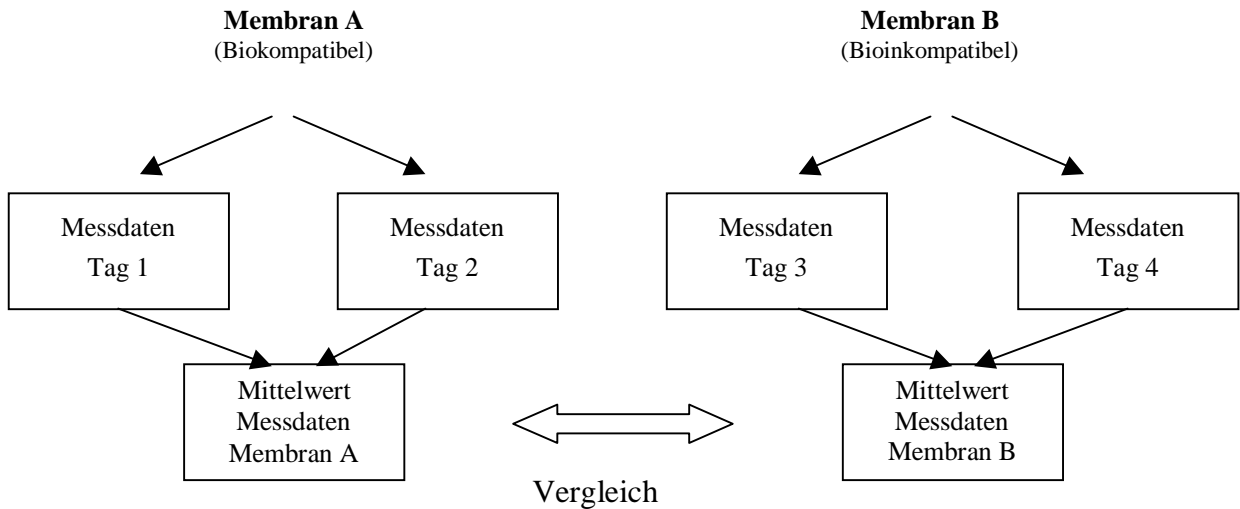 Membran A
(Biokompatibel)
Membran B
(Bioinkompatibel)
Messdaten
Tag 1
Messdaten
Tag 2
Messdaten
Tag 3
Messdaten
Tag 4
Mittelwert
Messdaten
Membran A
Mittelwert
Messdaten
Membran B
Vergleich